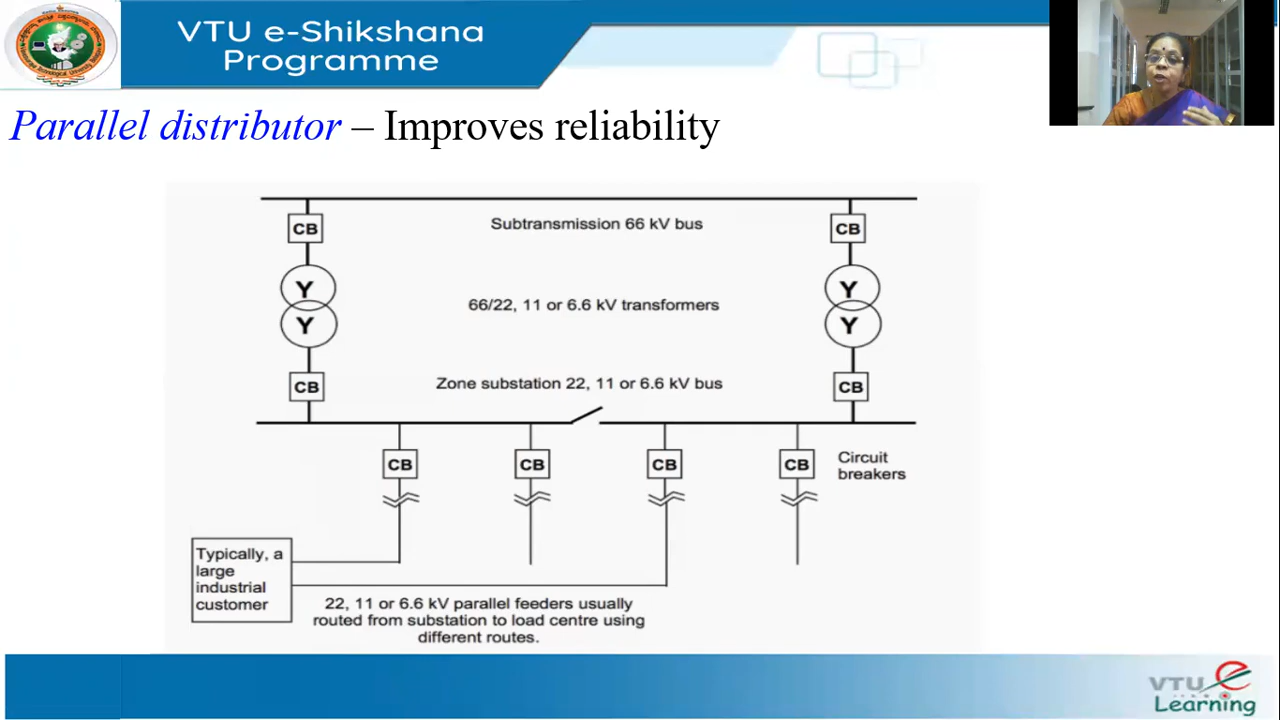 VTU e-Shikshana
Programme
Parallel distributor – Improves reliability
CB
Subtransmission 66 kV bus
CB
Y
Y
66/22, 11 or 6.6 kV transformers
Y
Y
CB
Zone substation 22, 11 or 6.6 kV bus
CB
CB
CB
CB
CB
Circuit
breakers
Typically, a
large
industrial
customer
22, 11 or 6.6 kV parallel feeders usually
routed from substation to load centre using
different routes.
VTU e
Learning